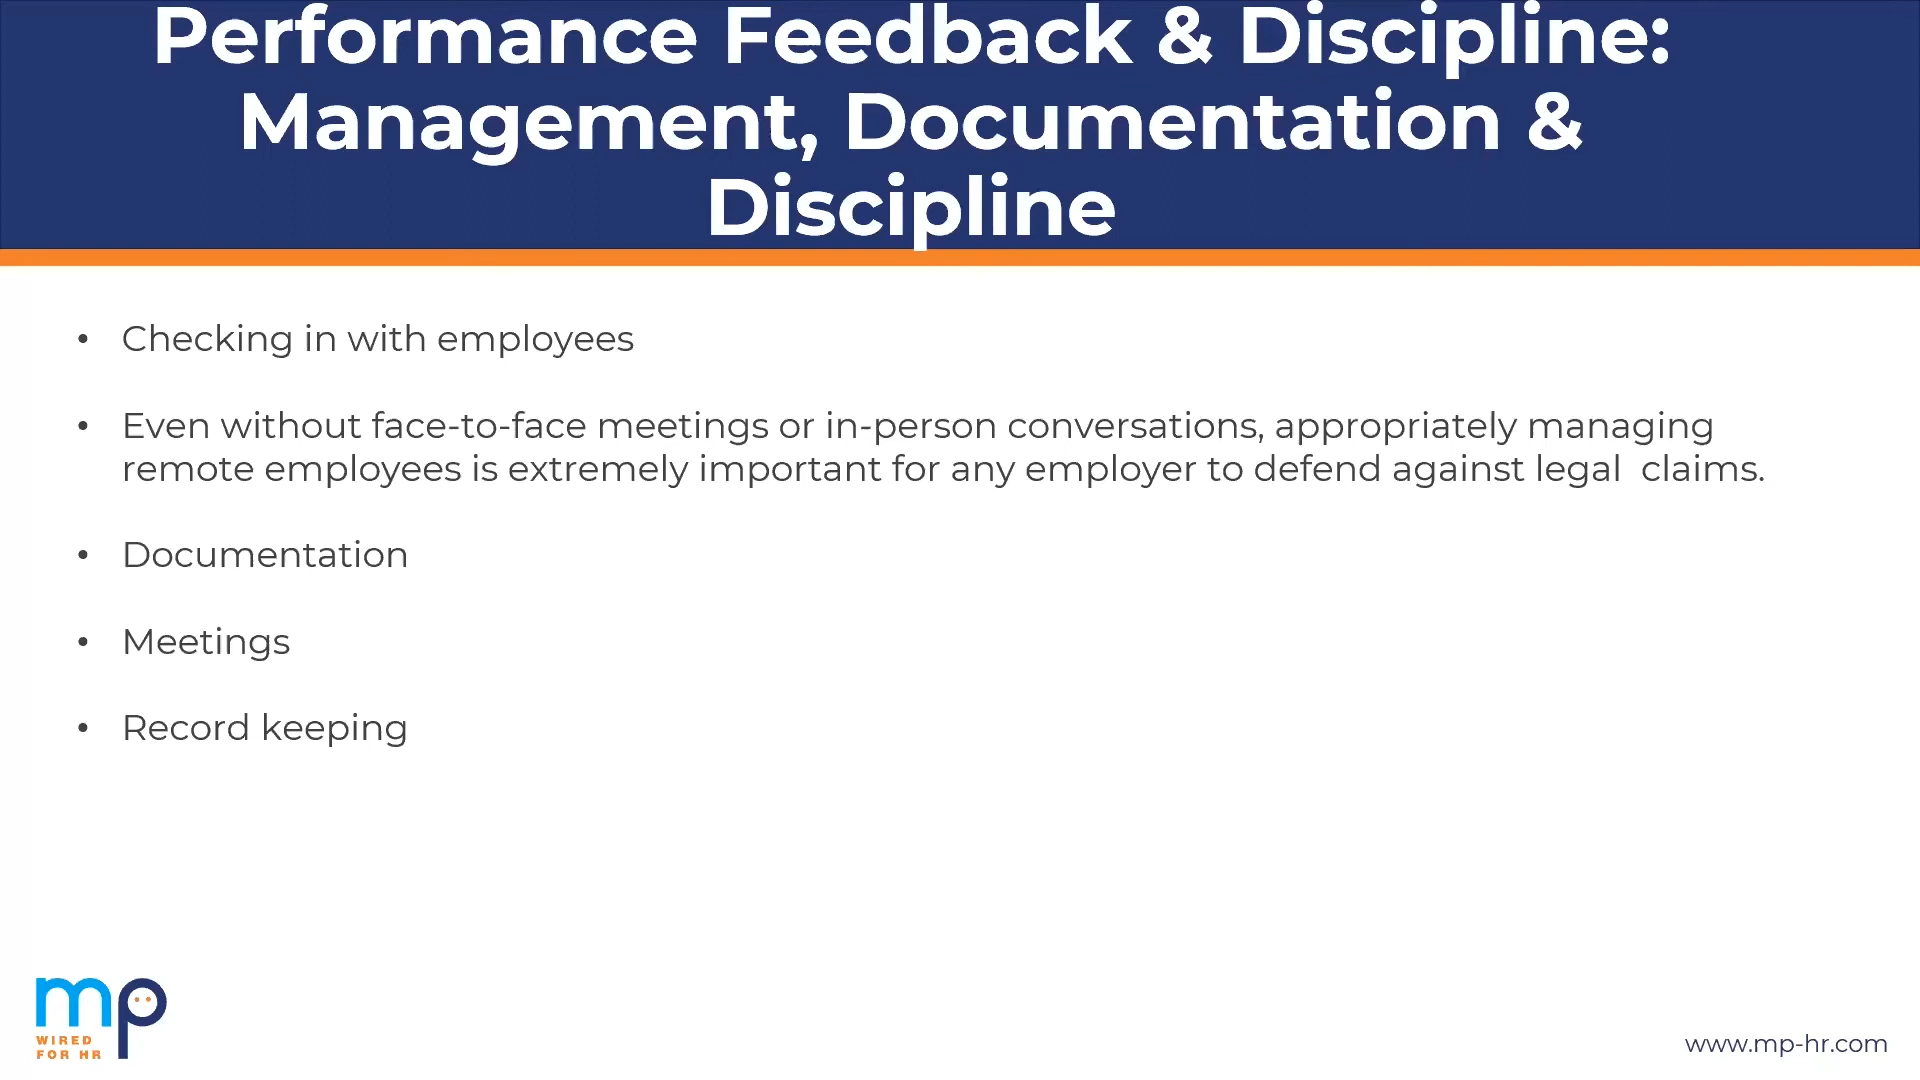 Performance Feedback & Discipline:
Management, Documentation &
Discipline
• Checking in with employees
• Even without face-to-face meetings or in-person conversations, appropriately managing
remote employees is extremely important for any employer to defend against legal  claims.
• Documentation
• Meetings
• Record keeping
mp
WIRED
FOR HR
www.mp-hr.com